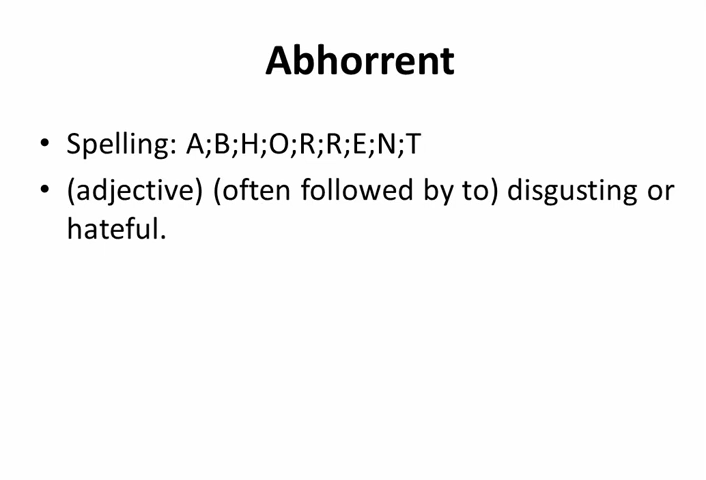 Abhorrent
• Spelling: A;B;H;O;R;R;E;N;T
• (adjective) (often followed by to) disgusting or
hateful.